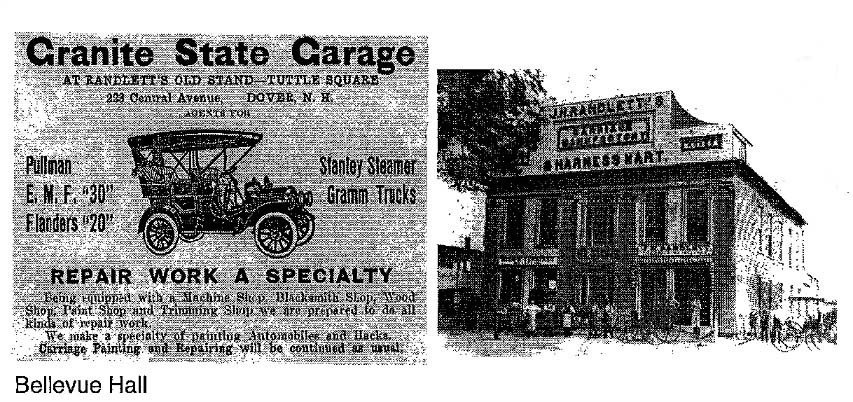 Granite State Garage
AT RANDLETT'S OLD STAND—TUTTLE SQUARE
223 Central Avenue, DOVER, N. H.
AGENTS FOR
Pullman
E. M. F. "30"
Flanders "20"
Stanley Steamer
Gramm Trucks
REPAIR WORK A SPECIALTY
Being equipped with a Machine Shop, Blacksmith Shop, Wood
Shop, Paint Shop and Trimming Shop we are prepared to do all
kinds of repair work.
We make a specialty of painting Automobiles and Hacks.
Carriage Painting and Repairing will be continued as usual.
J.H. RANDLETT'S
CARRIAGE
MANUFACTORY
& HARNESS MART.
Bellevue Hall